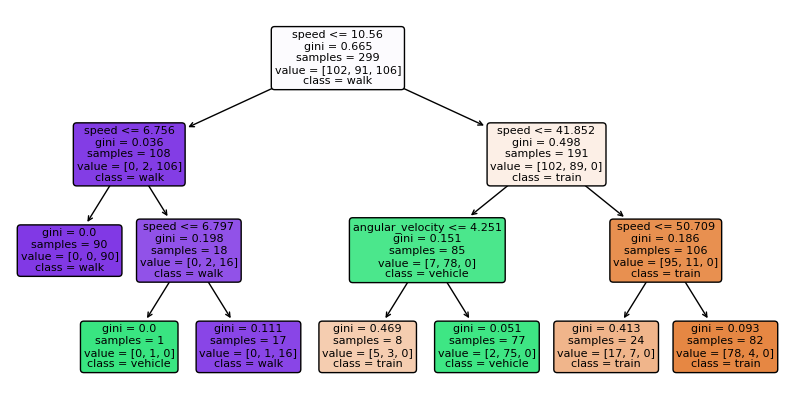 speed <= 10.56
gini = 0.665
samples = 299
value = [102, 91, 106]
class = walk
speed <= 6.756
gini = 0.036
samples = 108
value = [0, 2, 106]
class = walk
speed <= 41.852
gini = 0.498
samples = 191
value = [102, 89, 0]
class = train
gini = 0.0
samples = 90
value = [0, 0, 90]
class = walk
speed <= 6.797
gini = 0.198
samples = 18
value = [0, 2, 16]
class = walk
angular_velocity <= 4.251
gini = 0.151
samples = 85
value = [7, 78, 0]
class = vehicle
speed <= 50.709
gini = 0.186
samples = 106
value = [95, 11, 0]
class = train
gini = 0.0
samples = 1
value = [0, 1, 0]
class = vehicle
gini = 0.111
samples = 17
value = [0, 1, 16]
class = walk
gini = 0.469
samples = 8
value = [5, 3, 0]
class = train
gini = 0.051
samples = 77
value = [2, 75, 0]
class = vehicle
gini = 0.413
samples = 24
value = [17, 7, 0]
class = train
gini = 0.093
samples = 82
value = [78, 4, 0]
class = train